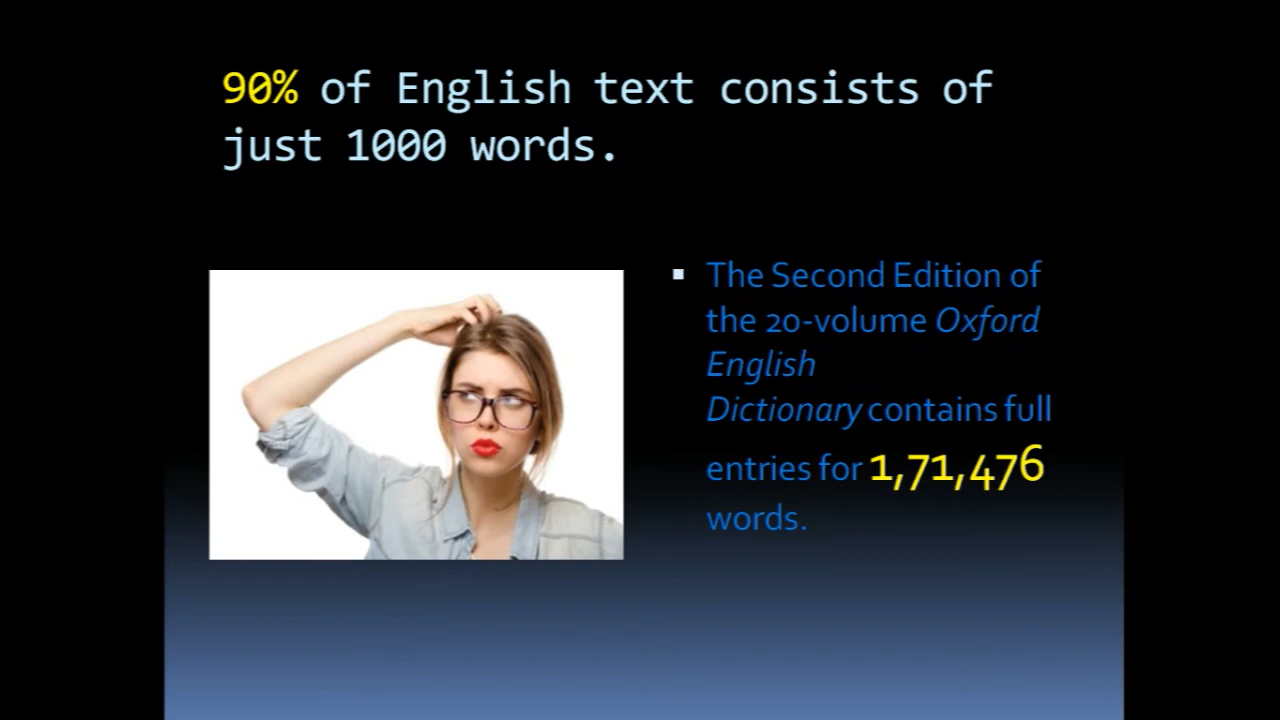 90% of English text consists of
just 1000 words.
The Second Edition of
the 20-volume Oxford
English
Dictionary contains full
entries for 1,71,476
words.